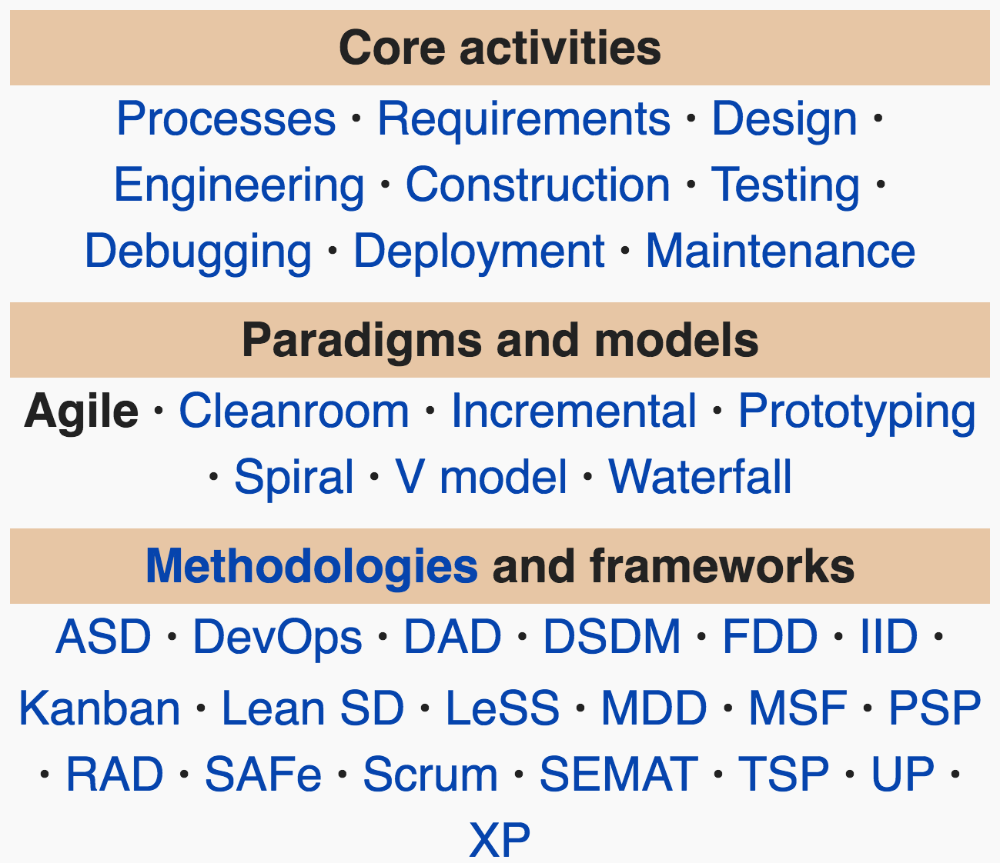 Core activities
Processes · Requirements · Design ·
Engineering · Construction · Testing ·
Debugging · Deployment · Maintenance
Paradigms and models
Agile · Cleanroom · Incremental · Prototyping
· Spiral · V model · Waterfall
Methodologies and frameworks
ASD · DevOps · DAD · DSDM · FDD · IID ·
Kanban · Lean SD · LeSS · MDD · MSF · PSP
· RAD · SAFe · Scrum · SEMAT · TSP · UP ·
XP